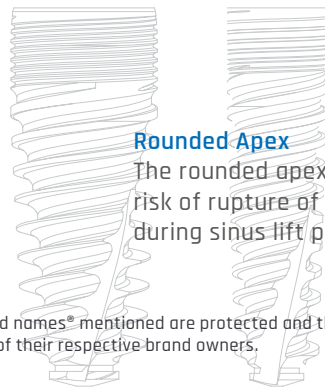 Rounded Apex
The rounded apex
risk of rupture of
during sinus lift p
d names® mentioned are protected and th
of their respective brand owners.